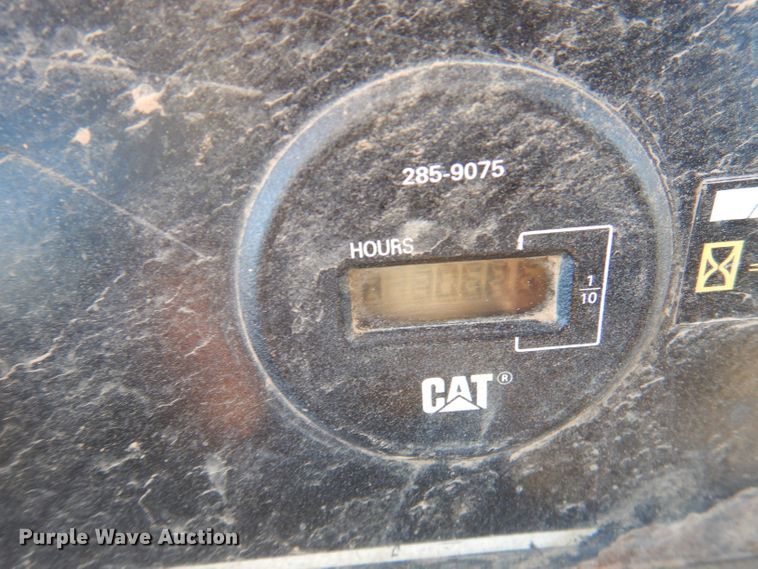 285-9075
HOURS
1
10
CAT®
Purple Wave Auction